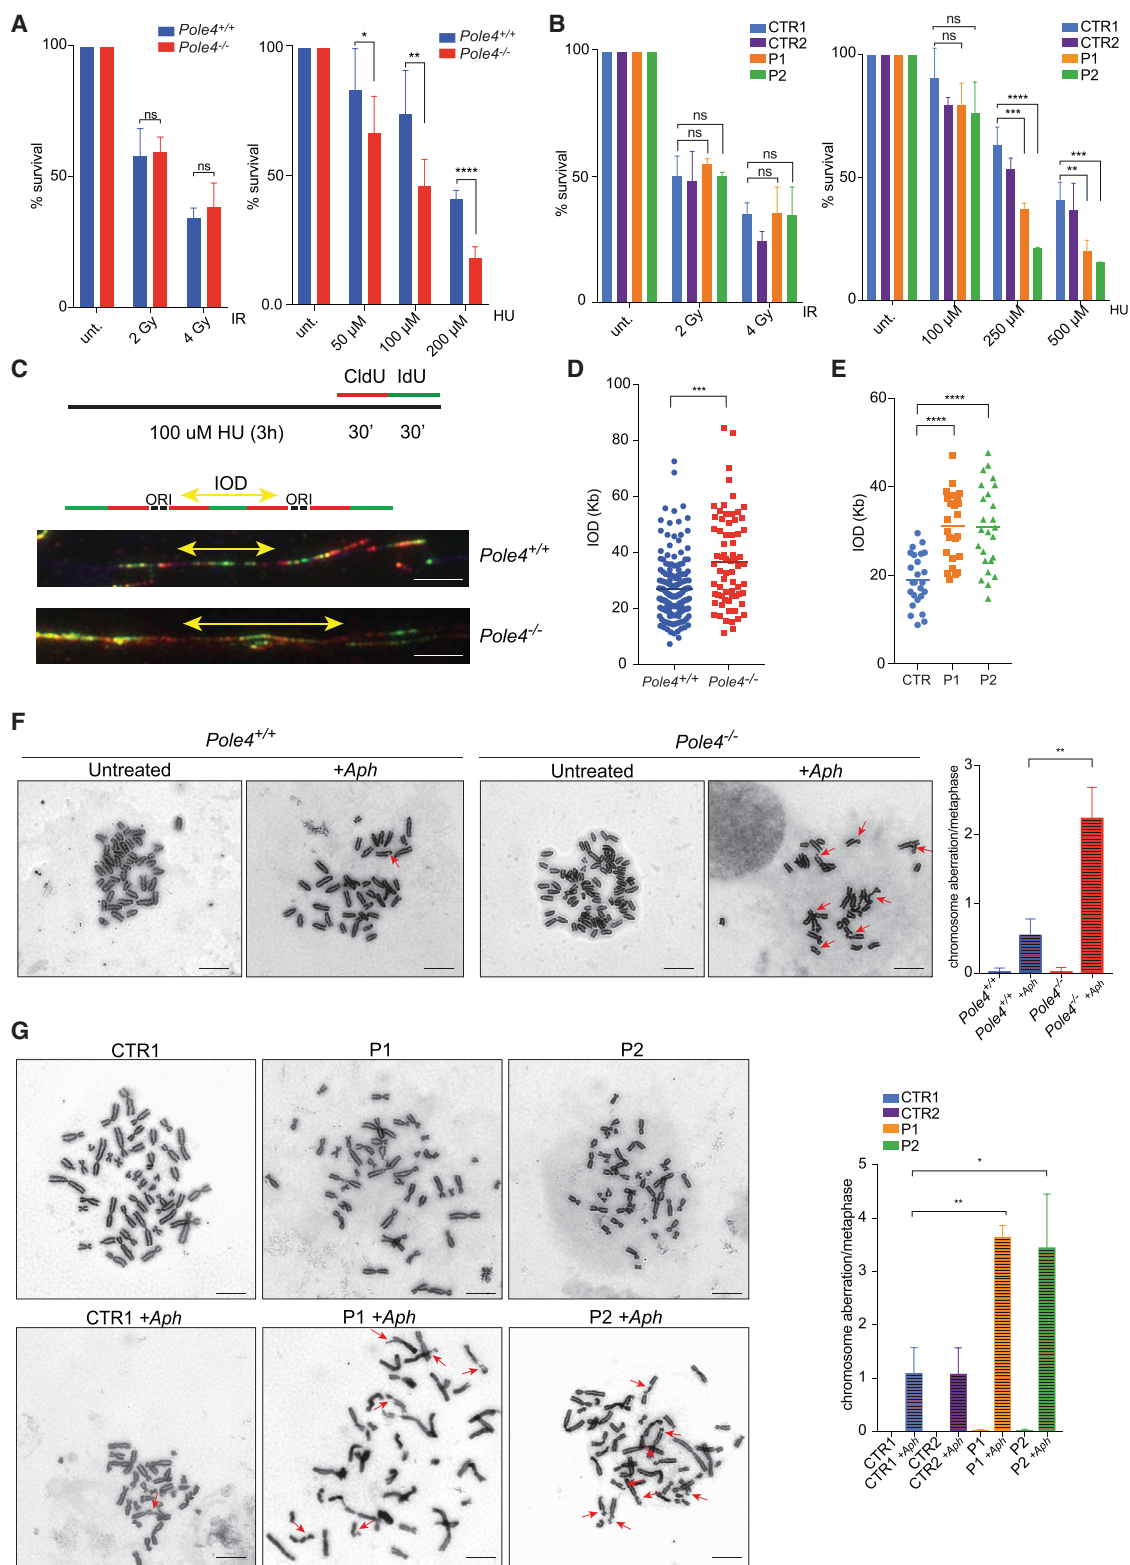 A
% survival
100
50
0
Pole4+/+
Pole4-/-
ns
ns
unt.
2 Gy
4 Gy
IR
% survival
100
50
0.0
Pole4+/+
Pole4-/-
*
**
****
unt.
50 µM
100 µM
200 µM
HU
B
% survival
100
50
0
CTR1
CTR2
P1
P2
ns
ns
ns
ns
unt.
2 Gy
4 Gy
IR
% survival
100
50
0
CTR1
CTR2
P1
P2
ns
ns
****
***
***
**
unt.
100 µM
250 µM
500 µM
HU
C
CldU IdU
100 uM HU (3h) 30’ 30’
IOD
ORI ORI
Pole4+/+
Pole4-/-
D
IOD (Kb)
100
80
60
40
20
0
***
Pole4+/+ Pole4-/-
E
IOD (Kb)
60
40
20
0
****
****
CTR P1 P2
F
Pole4+/+
Pole4-/-
Untreated
+Aph
Untreated
+Aph
chromosome aberration/metaphase
3
2
1
0
**
Pole4+/+
Pole4+/+ +Aph
Pole4-/-
Pole4-/- +Aph
G
CTR1
P1
P2
CTR1 +Aph
P1 +Aph
P2 +Aph
CTR1
CTR2
P1
P2
chromosome aberration/metaphase
5
4
3
2
1
0
*
**
CTR1
CTR1 +Aph
CTR2
CTR2 +Aph
P1
P1 +Aph
P2
P2 +Aph